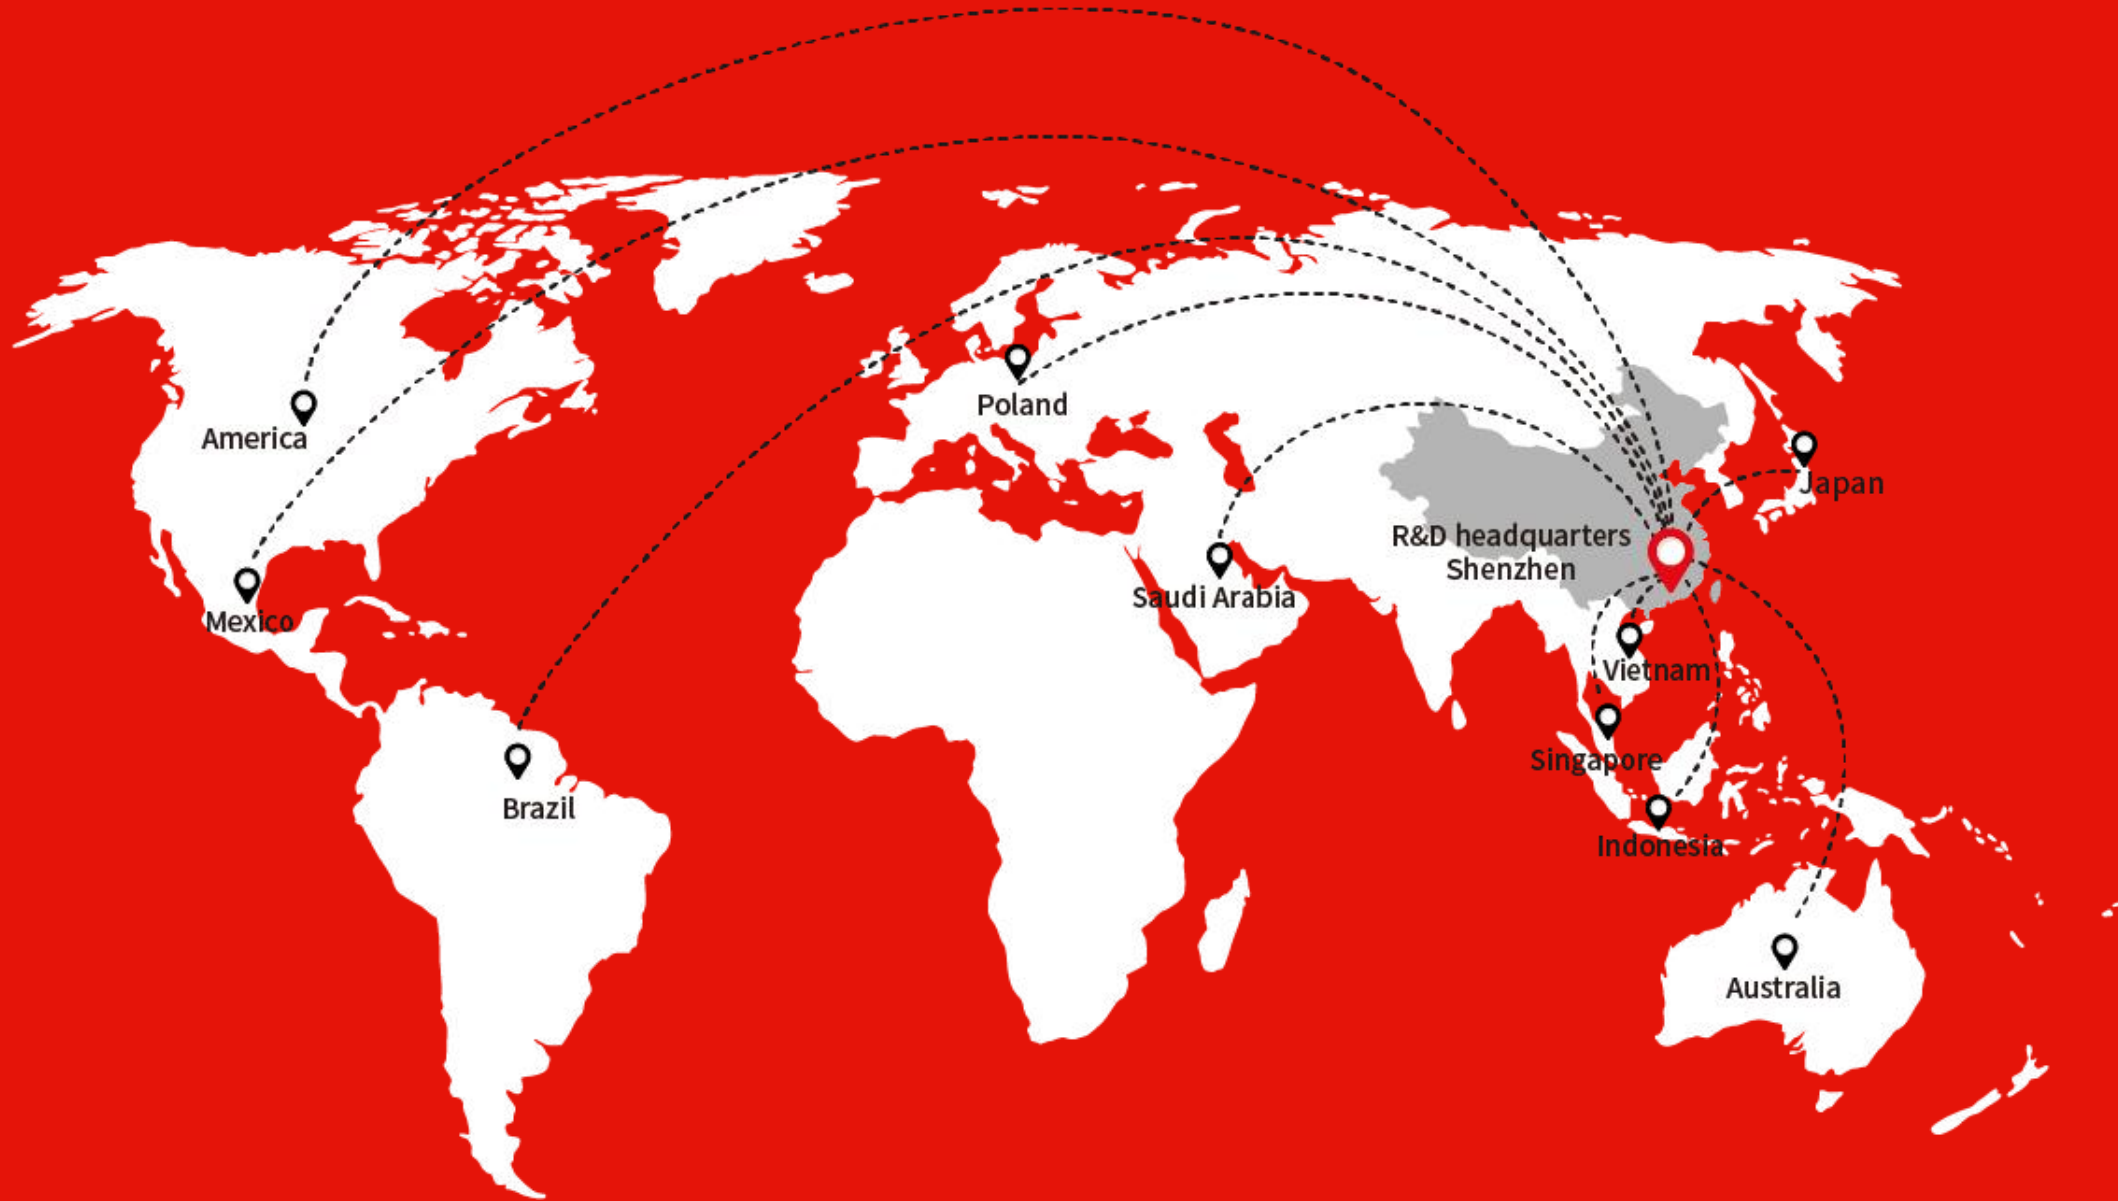 Poland
America
Japan
R&D headquarters
Shenzhen
Saudi Arabia
Mexico
Vietnam
Singapore
Brazil
Indonesia
Australia